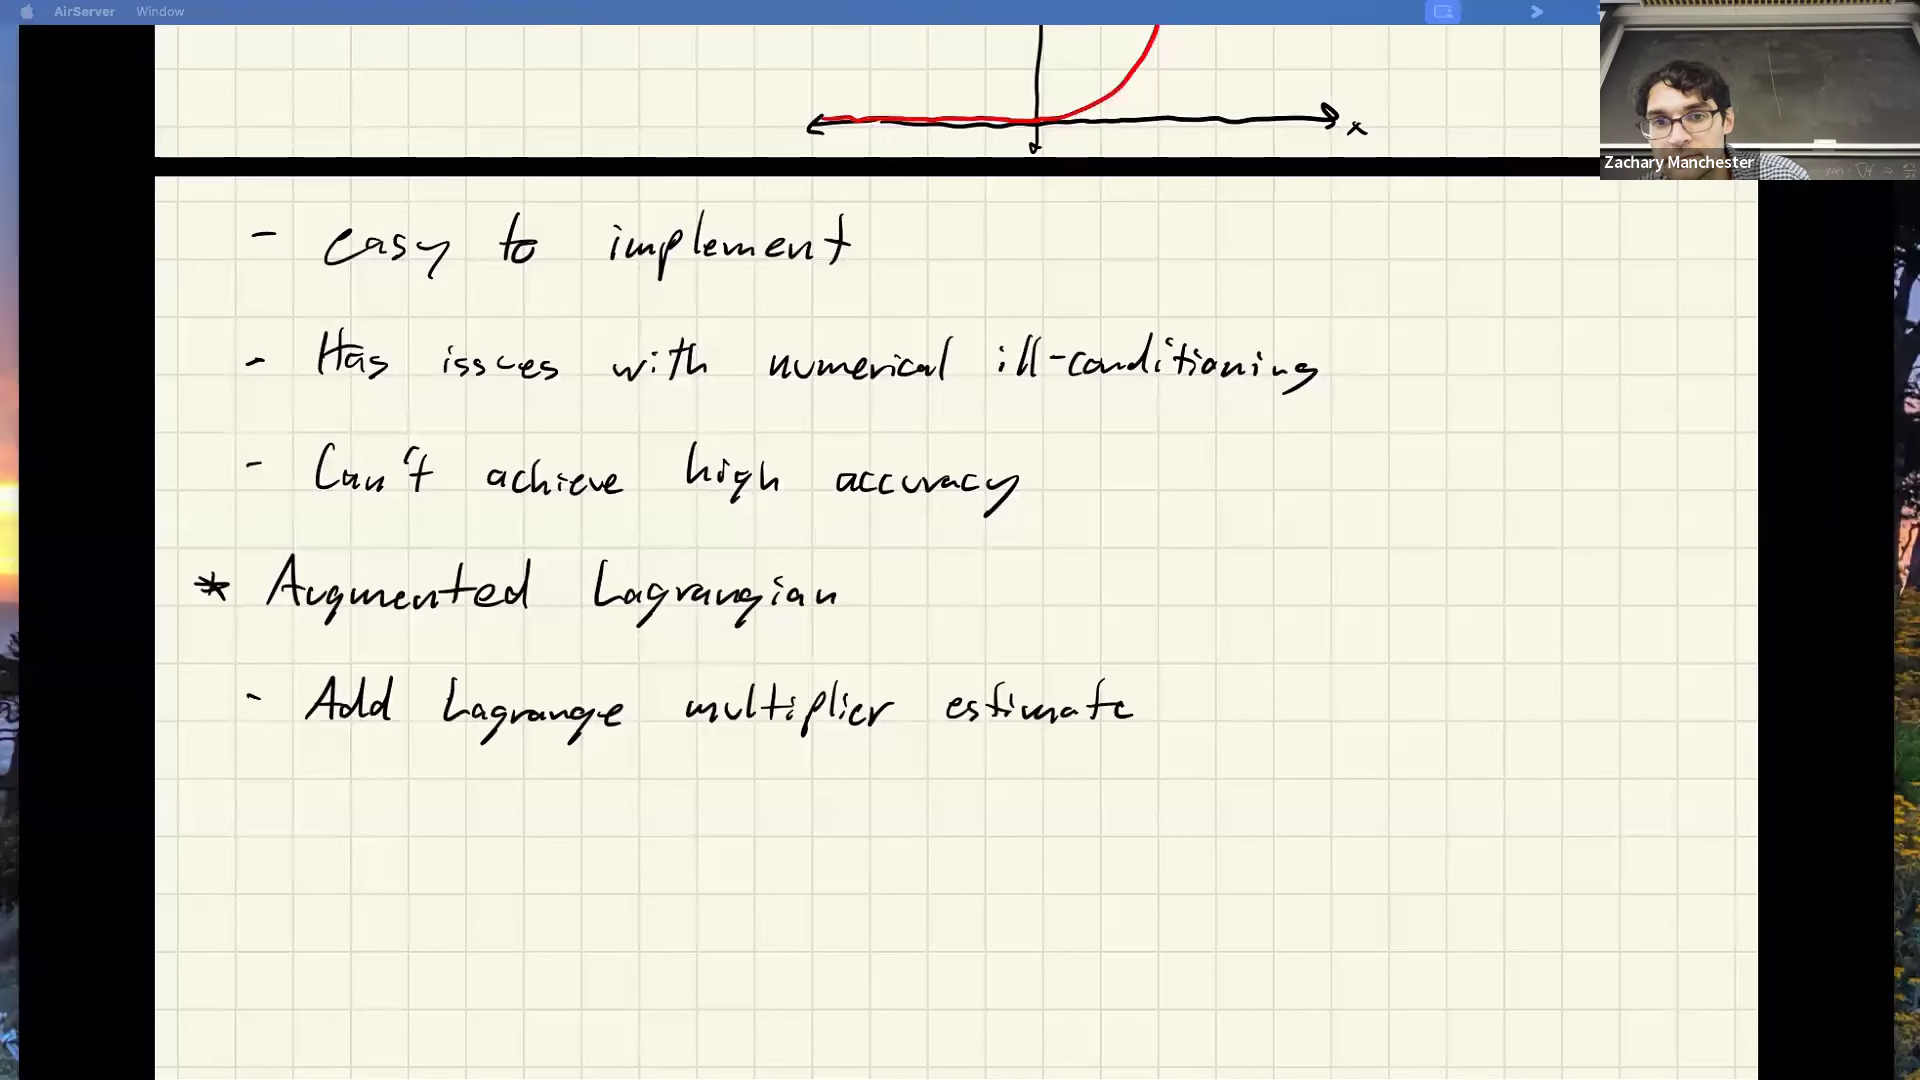 AirServer Window
x
Zachary Manchester
- easy to implement
- Has issues with numerical ill-conditioning
- Can't achieve high accuracy
* Augmented Lagrangian
- Add Lagrange multiplier estimate